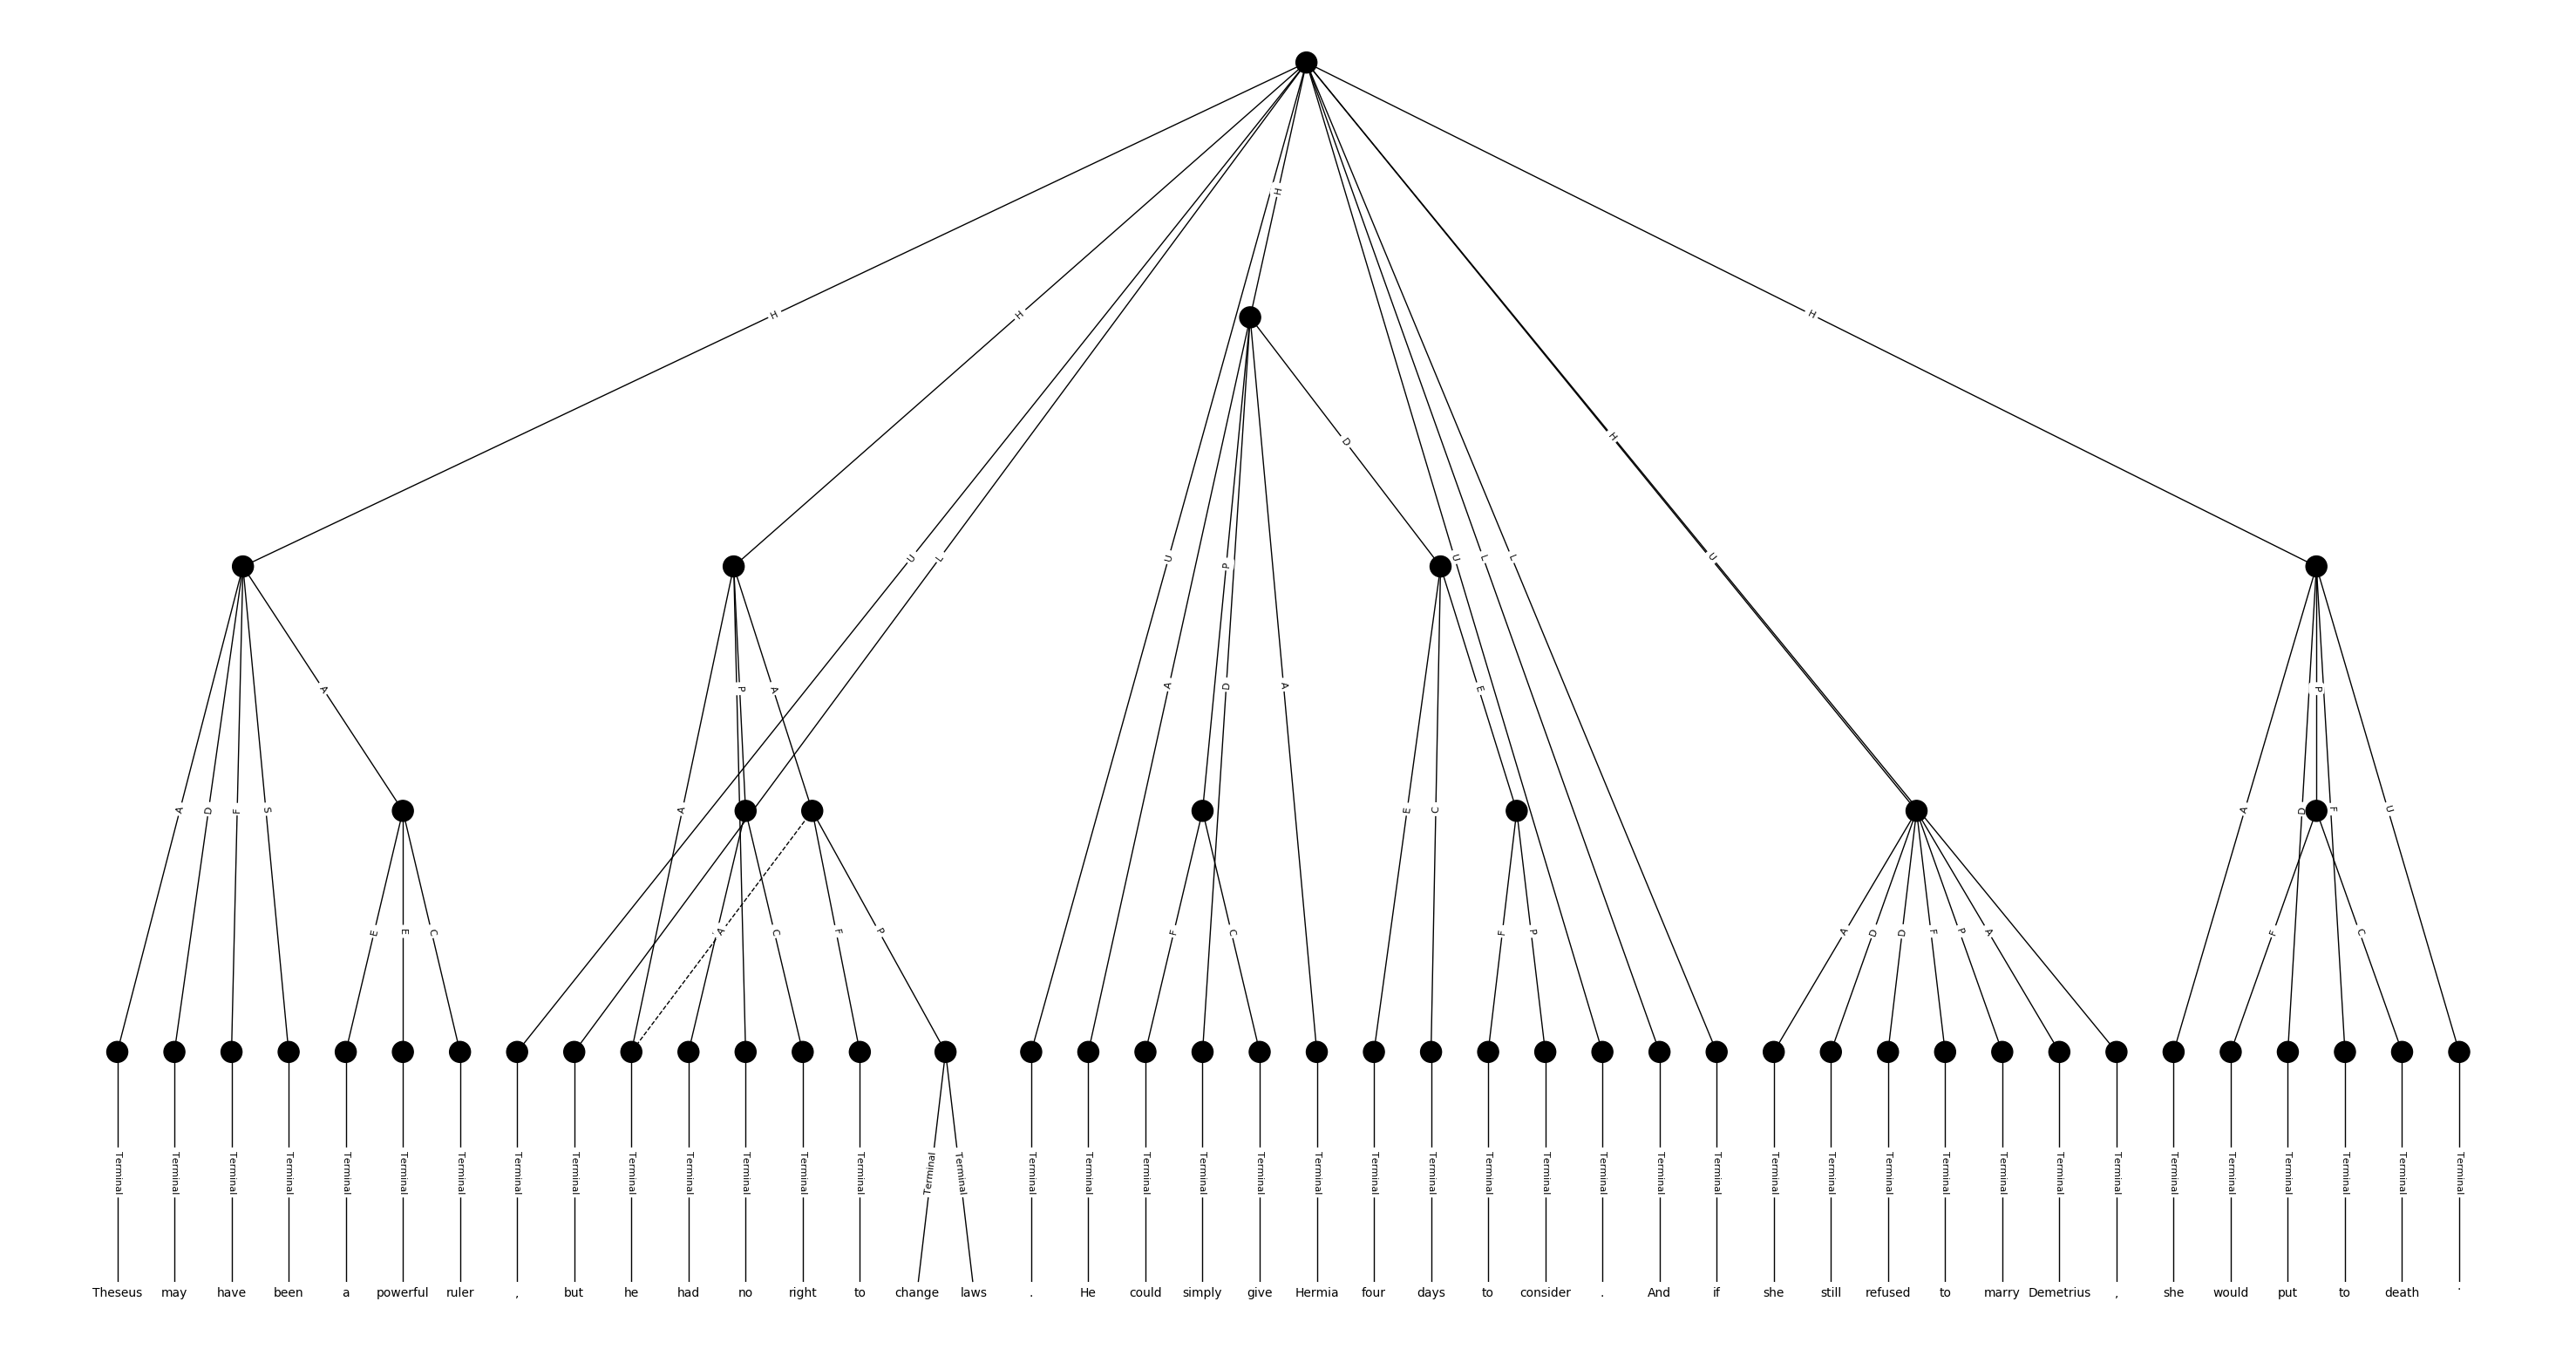 H
H
H
H
H
H
D
U
L
U
A
P
D
A
U
L
L
U
A
D
F
S
A
A
P
A
E
C
E
A
D
P
F
U
E
E
C
A
C
F
P
F
C
F
P
A
D
D
F
P
A
F
C
Terminal Terminal Terminal Terminal Terminal Terminal Terminal Terminal Terminal Terminal Terminal Terminal Terminal Terminal Terminal Terminal Terminal Terminal Terminal Terminal Terminal Terminal Terminal Terminal Terminal Terminal Terminal Terminal Terminal Terminal Terminal Terminal Terminal Terminal Terminal Terminal Terminal Terminal Terminal Terminal Terminal Terminal
Theseus may have been a powerful ruler , but he had no right to change laws . He could simply give Hermia four days to consider . And if she still refused to marry Demetrius , she would put to death .